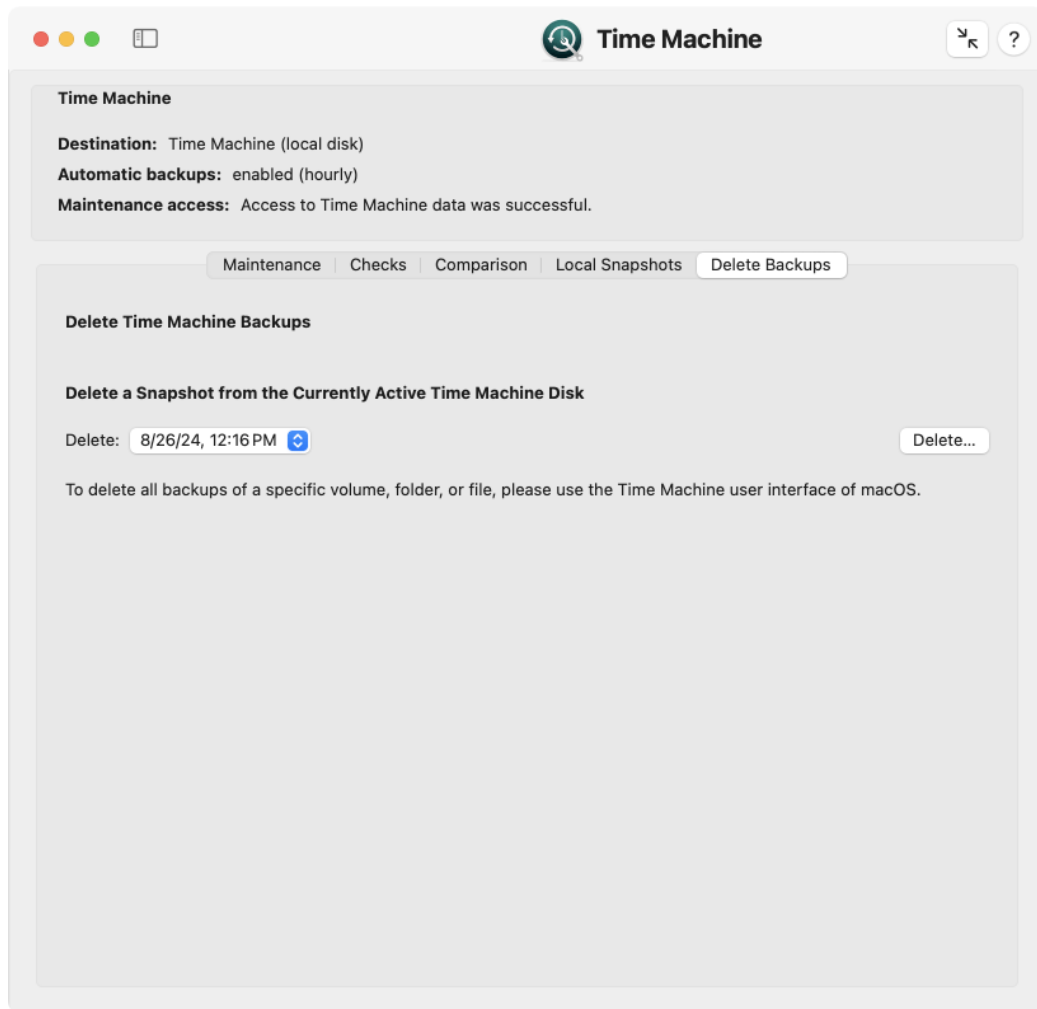 Time Machine
?
Time Machine
Destination: Time Machine (local disk)
Automatic backups: enabled (hourly)
Maintenance access: Access to Time Machine data was successful.
Maintenance Checks Comparison Local Snapshots Delete Backups
Delete Time Machine Backups
Delete a Snapshot from the Currently Active Time Machine Disk
Delete: 8/26/24, 12:16 PM Delete...
To delete all backups of a specific volume, folder, or file, please use the Time Machine user interface of macOS.